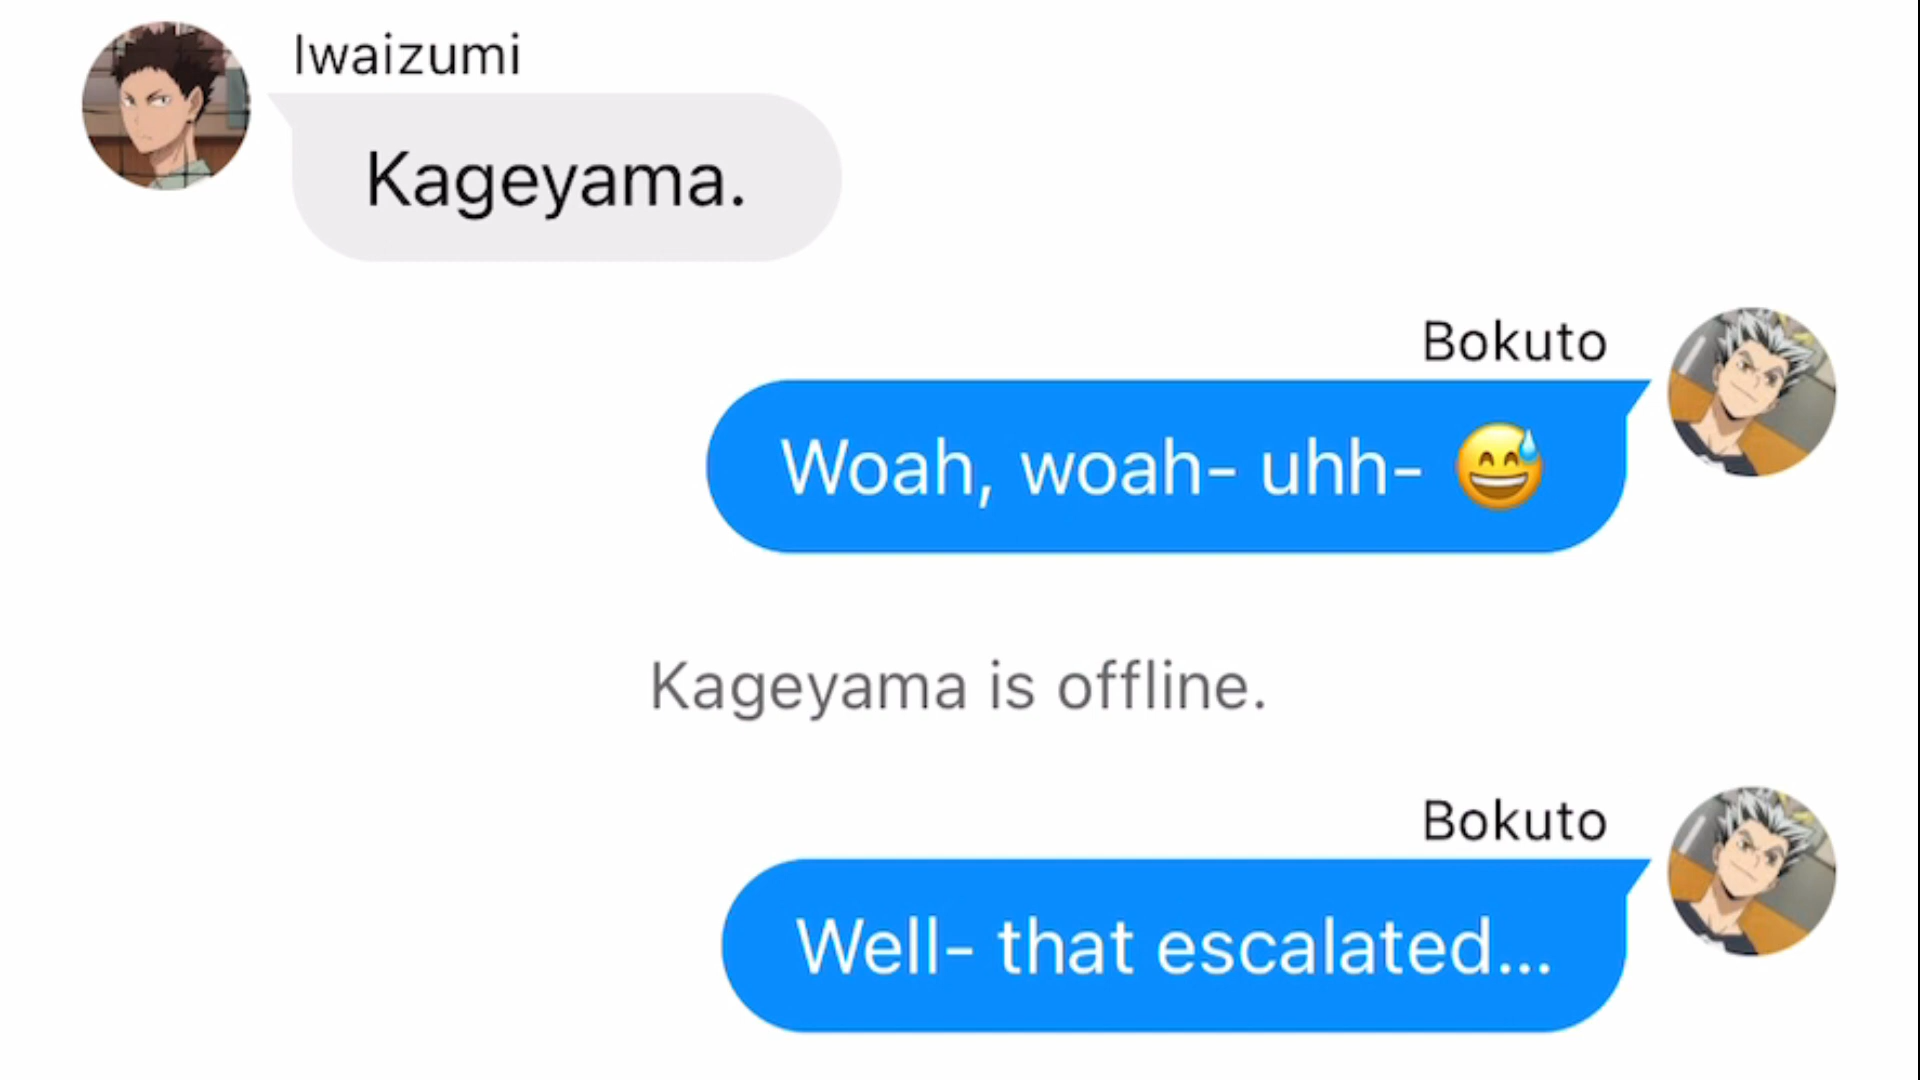 Iwaizumi
Kageyama.
Bokuto
Woah, woah- uhh- 😅
Kageyama is offline.
Bokuto
Well- that escalated...